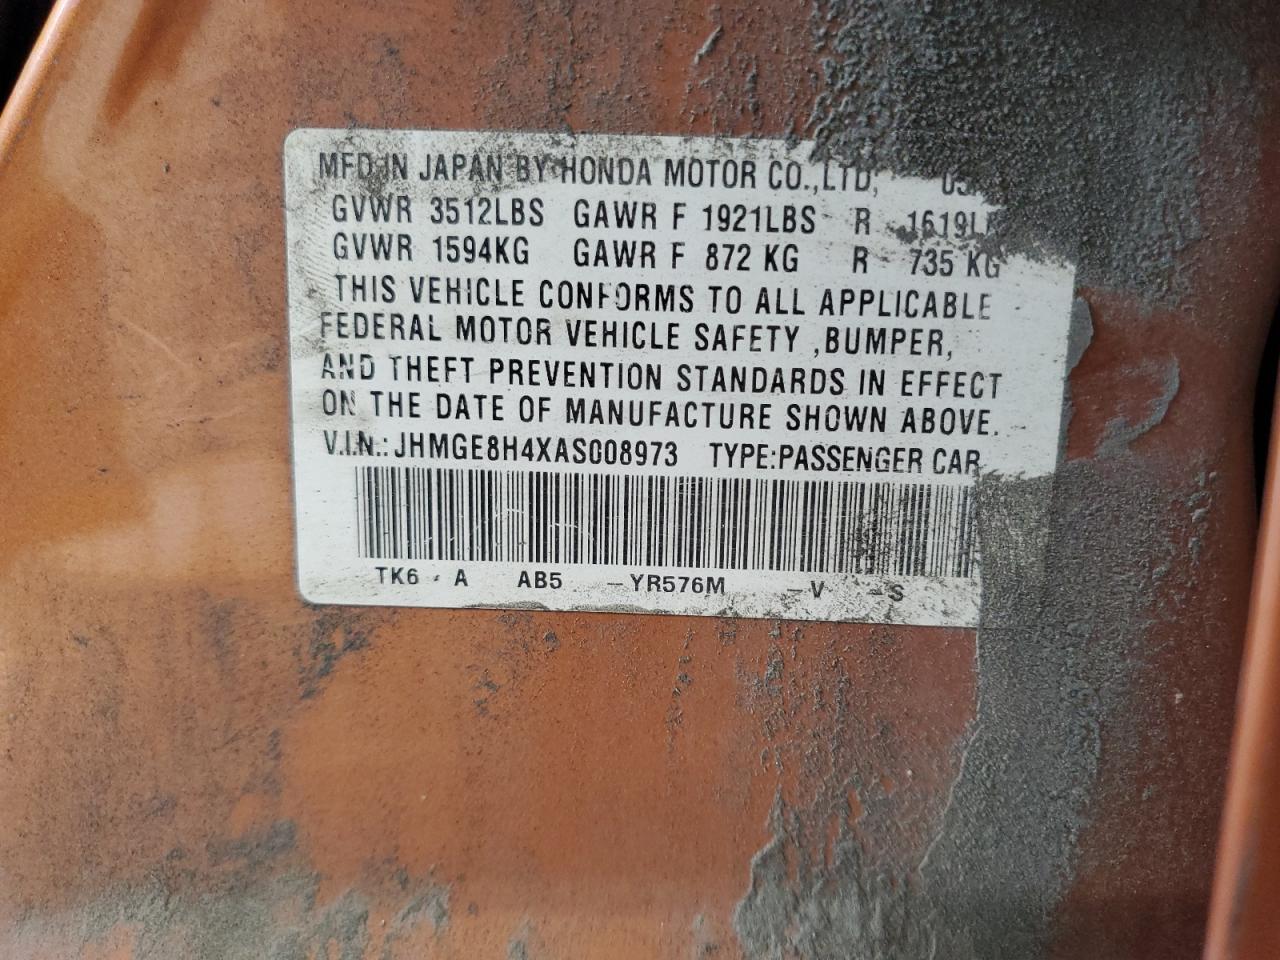 MFD IN JAPAN BY HONDA MOTOR CO.,LTD,
GVWR 3512LBS GAWR F 1921LBS R
GVWR 1594KG GAWR F 872 KG R 735 KG
THIS VEHICLE CONFORMS TO ALL APPLICABLE
FEDERAL MOTOR VEHICLE SAFETY ,BUMPER,
AND THEFT PREVENTION STANDARDS IN EFFECT
ON THE DATE OF MANUFACTURE SHOWN ABOVE.
V.I.N.: JHMGE8H4XAS008973 TYPE:PASSENGER CAR
TK6 - A AB5 -YR576M -V -S